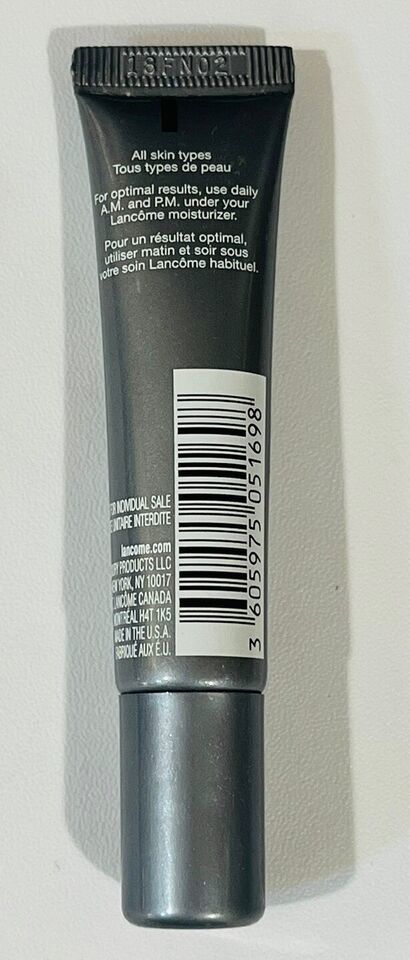 16FN02
All skin types
Tous types de peau
For optimal results, use daily
A.M. and P.M. under your
Lancôme moisturizer.
Pour un résultat optimal,
utiliser matin et soir sous
votre soin Lancôme habituel.
INDIVIDUAL SALE
UNITAIRE INTERDITE
lancome.com
PRODUCTS LLC
NEW YORK, NY 10017
LANCÔME CANADA
MONTRÉAL H4T 1K5
MADE IN THE U.S.A.
FABRIQUÉ AUX É.U.
3 605975 051698